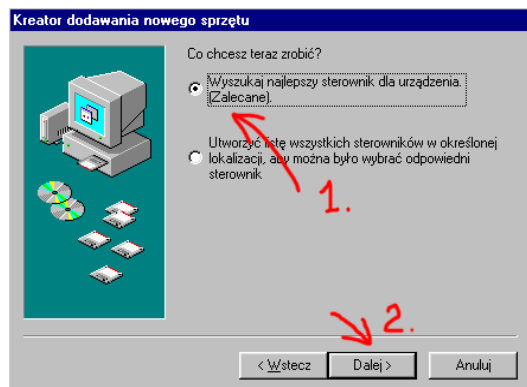 Kreator dodawania nowego sprzętu
Co chcesz teraz zrobić?
Wyszukaj najlepszy sterownik dla urządzenia.
(Zalecane).
Utworzyć listę wszystkich sterowników w określonej
lokalizacji, aby można było wybrać odpowiedni
sterownik
1.
2.
< Wstecz
Dalej >
Anuluj